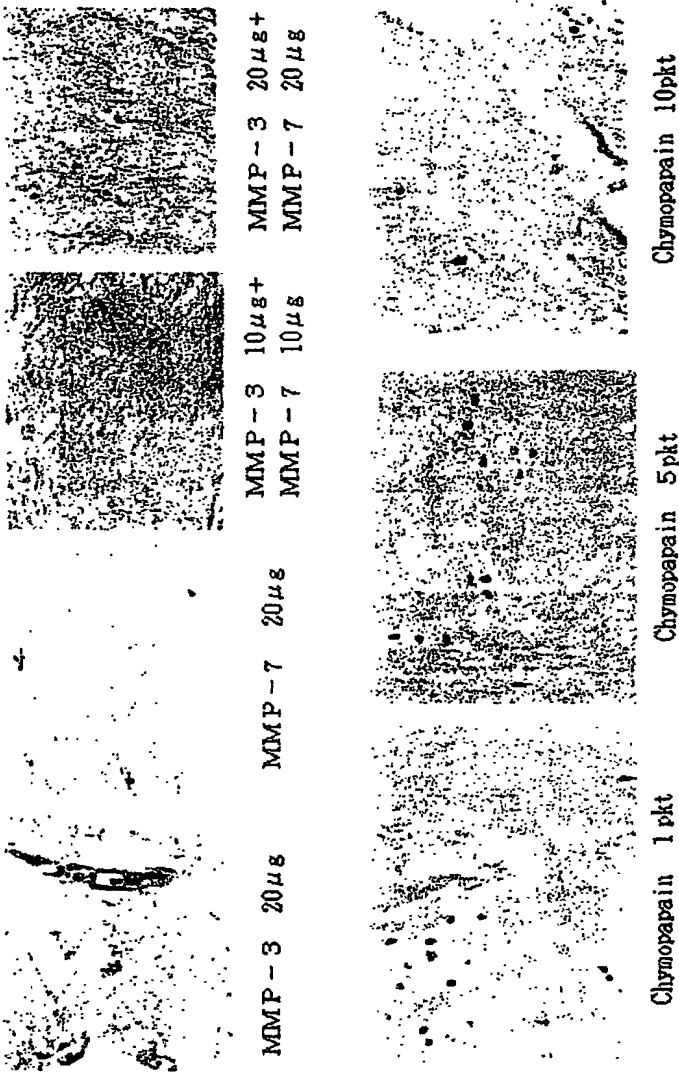 MMP-3 20μg
MMP-7 20μg
MMP-3 10μg+
MMP-7 10μg
MMP-3 20μg+
MMP-7 20μg
Chymopapain 1pkt
Chymopapain 5pkt
Chymopapain 10pkt